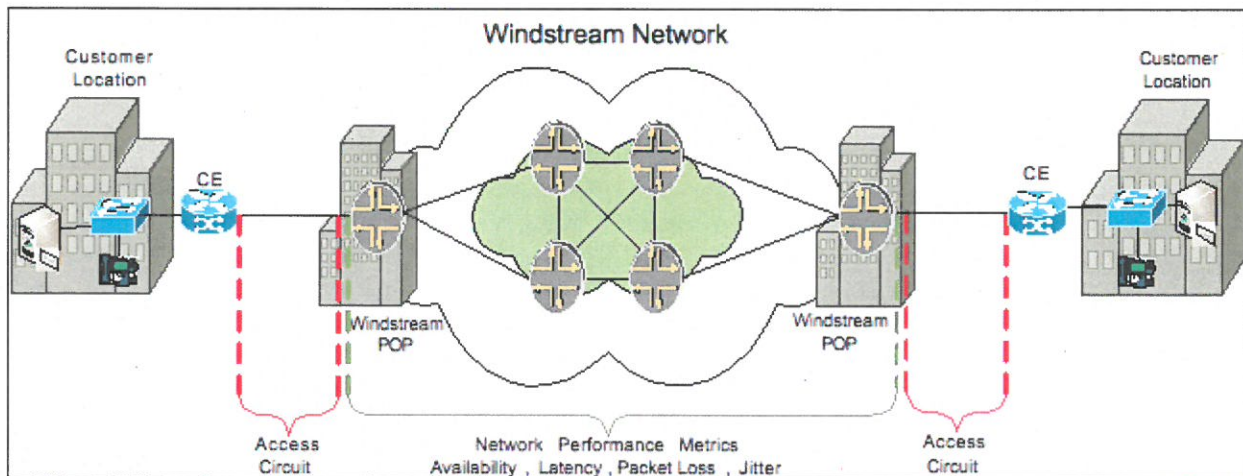 Windstream Network
Customer
Location
Customer
Location
CE
CE
Windstream
POP
Windstream
POP
Access
Circuit
Network Performance Metrics
Availability , Latency , Packet Loss , Jitter
Access
Circuit